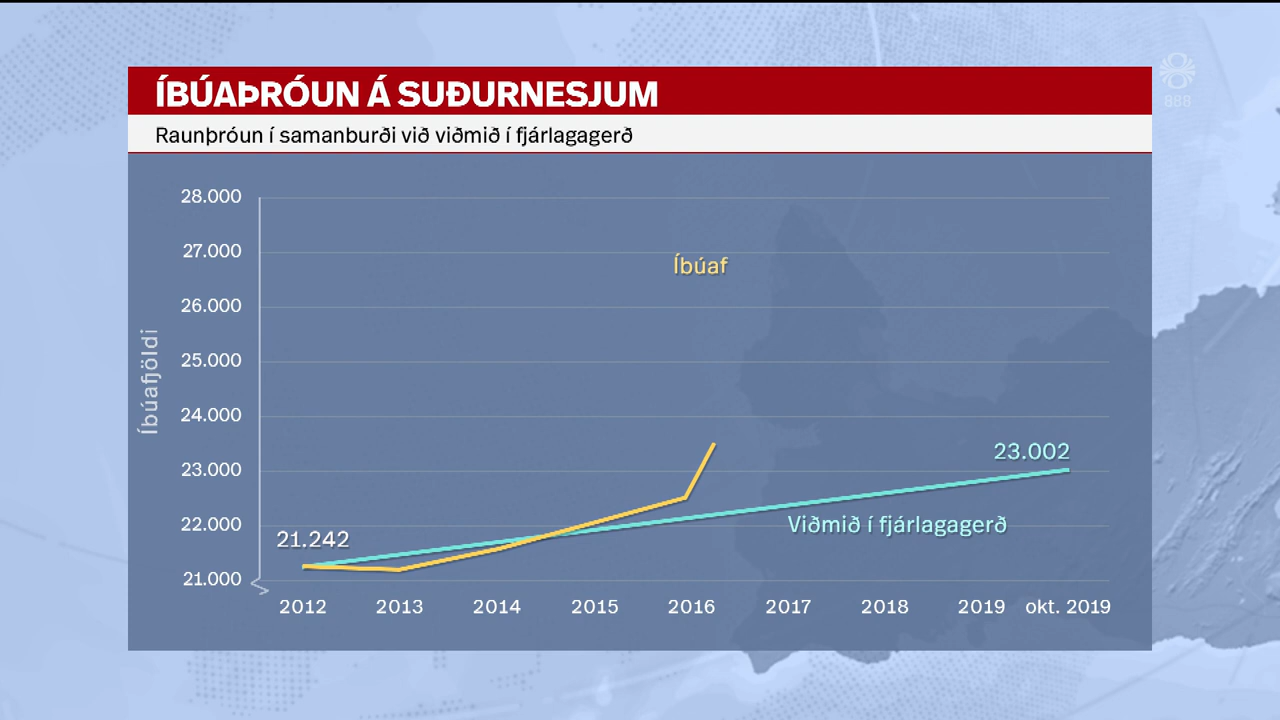 ÍBÚAÞRÓUN Á SUÐURNESJUM
888
Raunþróun í samanburði við viðmið í fjárlagagerð
28.000
27.000
Íbúaf
26.000
25.000
Íbúafjöldi
24.000
23.000
23.002
22.000
Viðmið í fjárlagagerð
21.242
21.000
2012 2013 2014 2015 2016 2017 2018 2019 okt. 2019